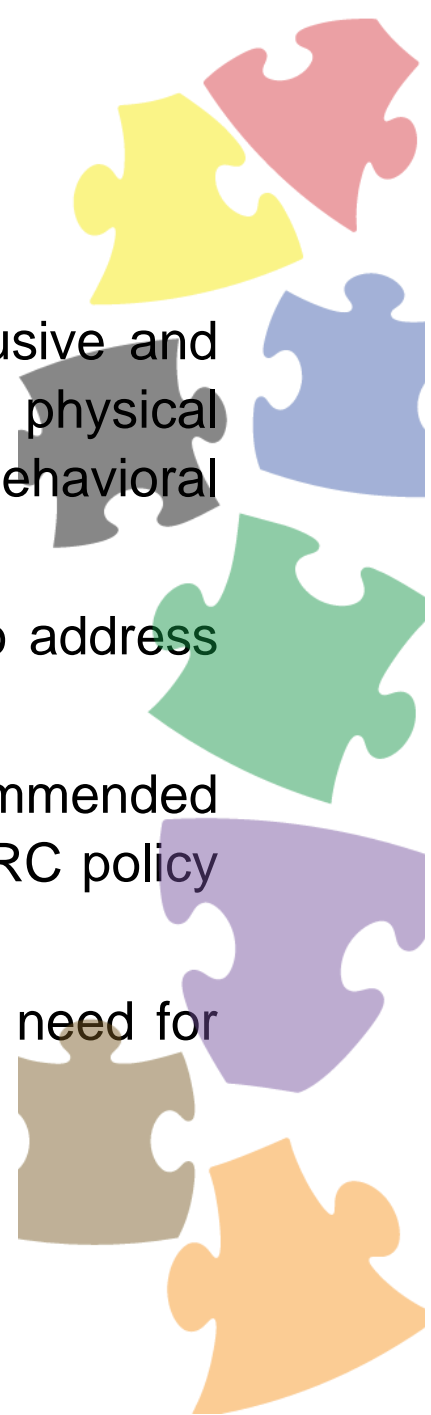 usive and
physical
ehavioral
o address
mmended
RC policy
need for